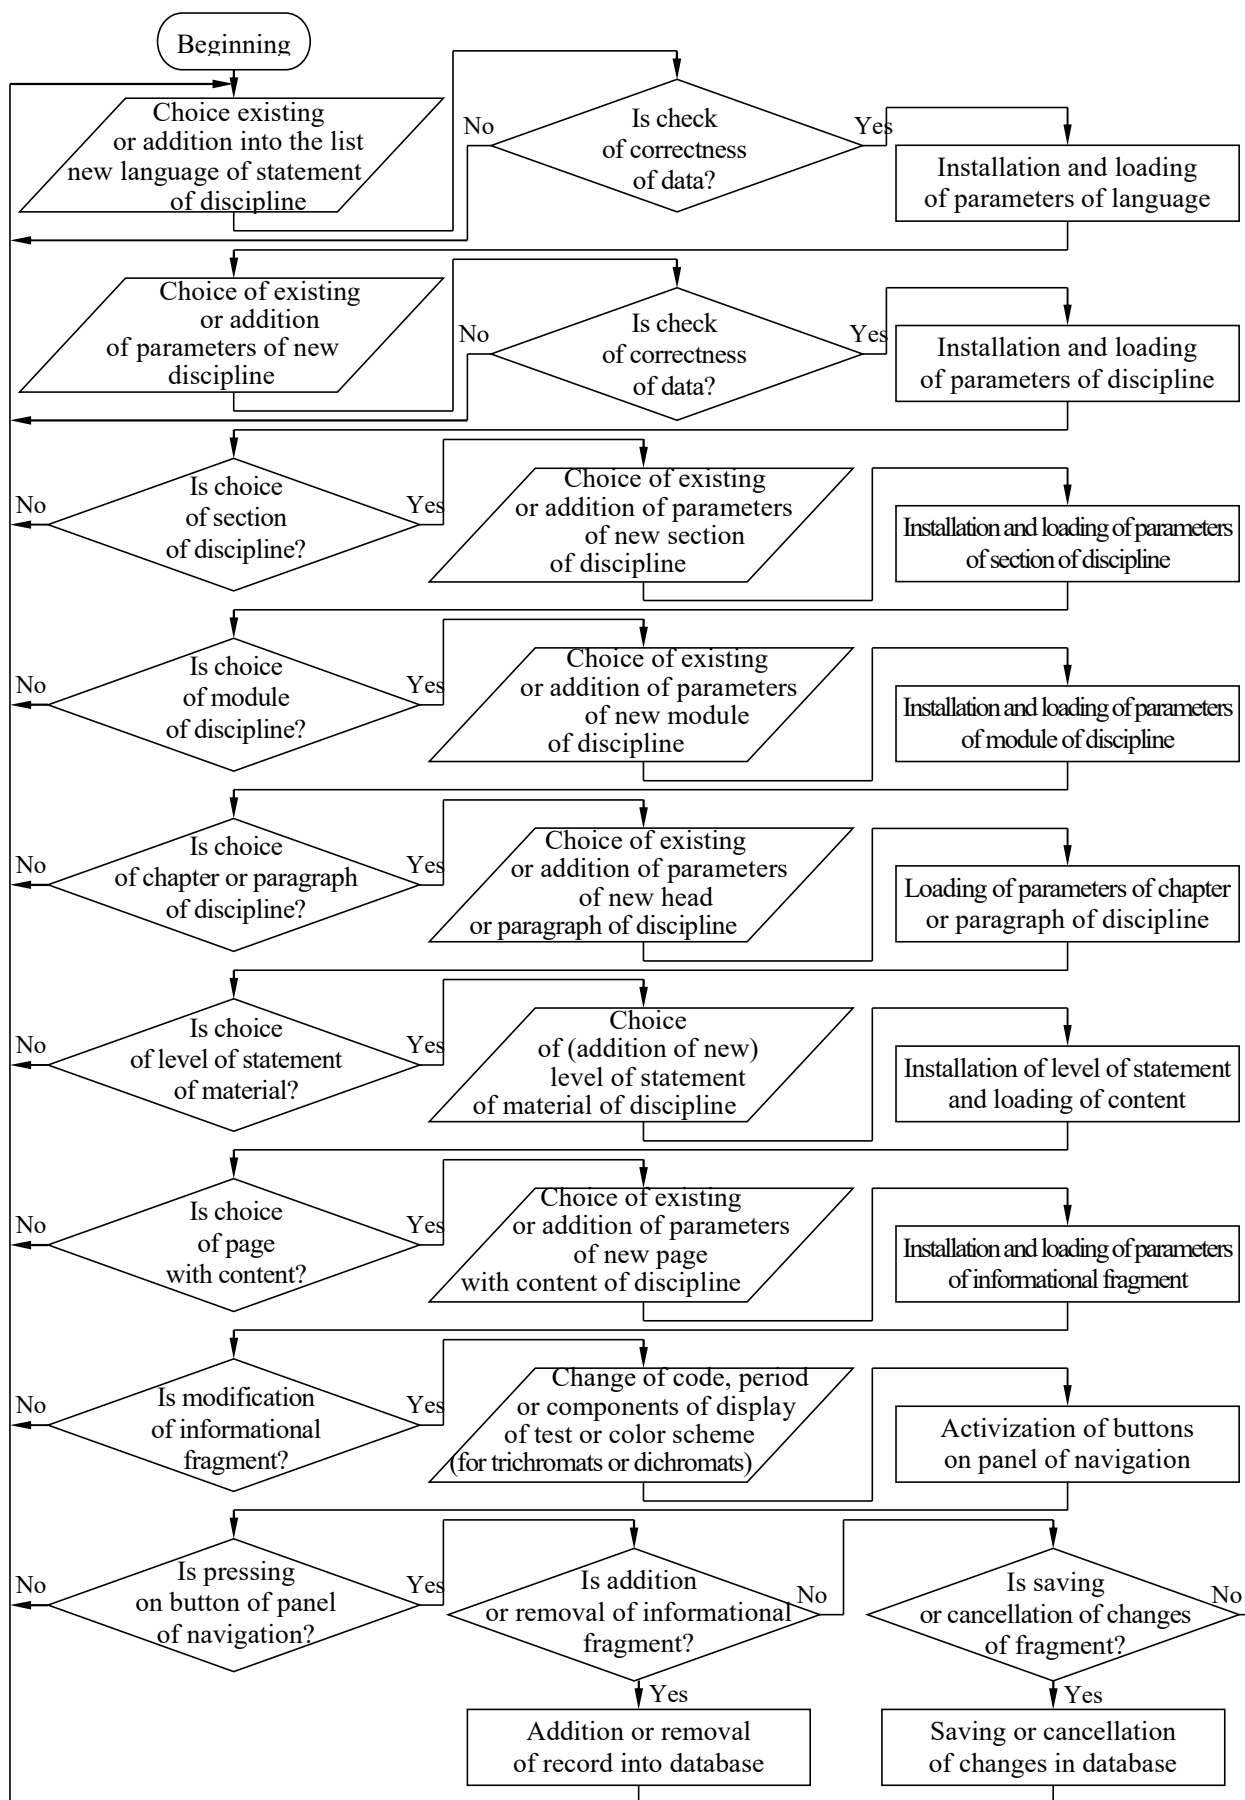 Beginning
Choice existing
or addition into the list
new language of statement
of discipline
No
Is check
of correctness
of data?
Yes
Installation and loading
of parameters of language
Choice of existing
or addition
of parameters of new
discipline
No
Is check
of correctness
of data?
Yes
Installation and loading
of parameters of discipline
No
Is choice
of section
of discipline?
Yes
Choice of existing
or addition of parameters
of new section
of discipline
Installation and loading of parameters
of section of discipline
No
Is choice
of module
of discipline?
Yes
Choice of existing
or addition of parameters
of new module
of discipline
Installation and loading of parameters
of module of discipline
No
Is choice
of chapter or paragraph
of discipline?
Yes
Choice of existing
or addition of parameters
of new head
or paragraph of discipline
Loading of parameters of chapter
or paragraph of discipline
No
Is choice
of level of statement
of material?
Yes
Choice
of (addition of new)
level of statement
of material of discipline
Installation of level of statement
and loading of content
No
Is choice
of page
with content?
Yes
Choice of existing
or addition of parameters
of new page
with content of discipline
Installation and loading of parameters
of informational fragment
No
Is modification
of informational
fragment?
Yes
Change of code, period
or components of display
of test or color scheme
(for trichromats or dichromats)
Activization of buttons
on panel of navigation
No
Is pressing
on button of panel
of navigation?
Yes
Is addition
or removal of informational
fragment?
No
Is saving
or cancellation of changes
of fragment?
No
Yes
Addition or removal
of record into database
Yes
Saving or cancellation
of changes in database